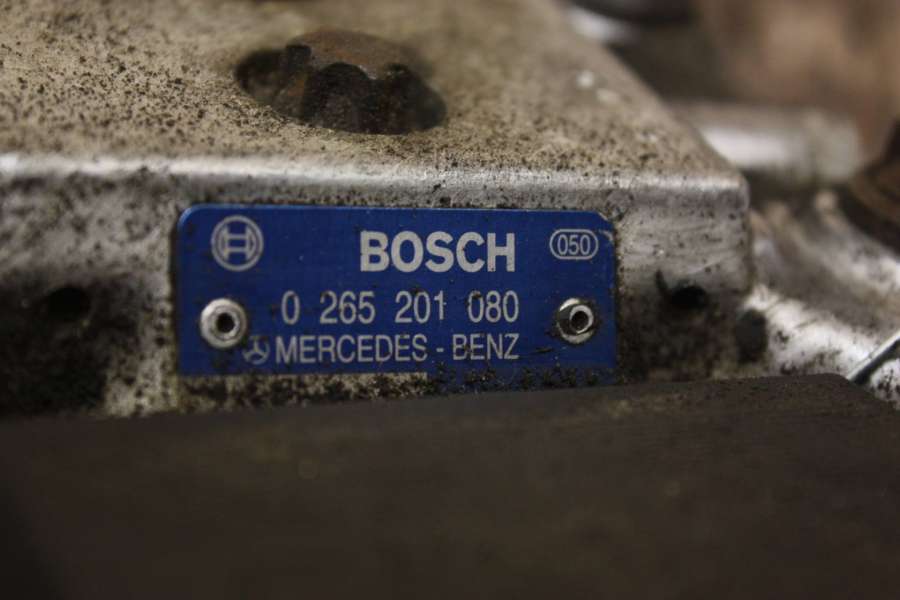 BOSCH 050
0 265 201 080
MERCEDES - BENZ